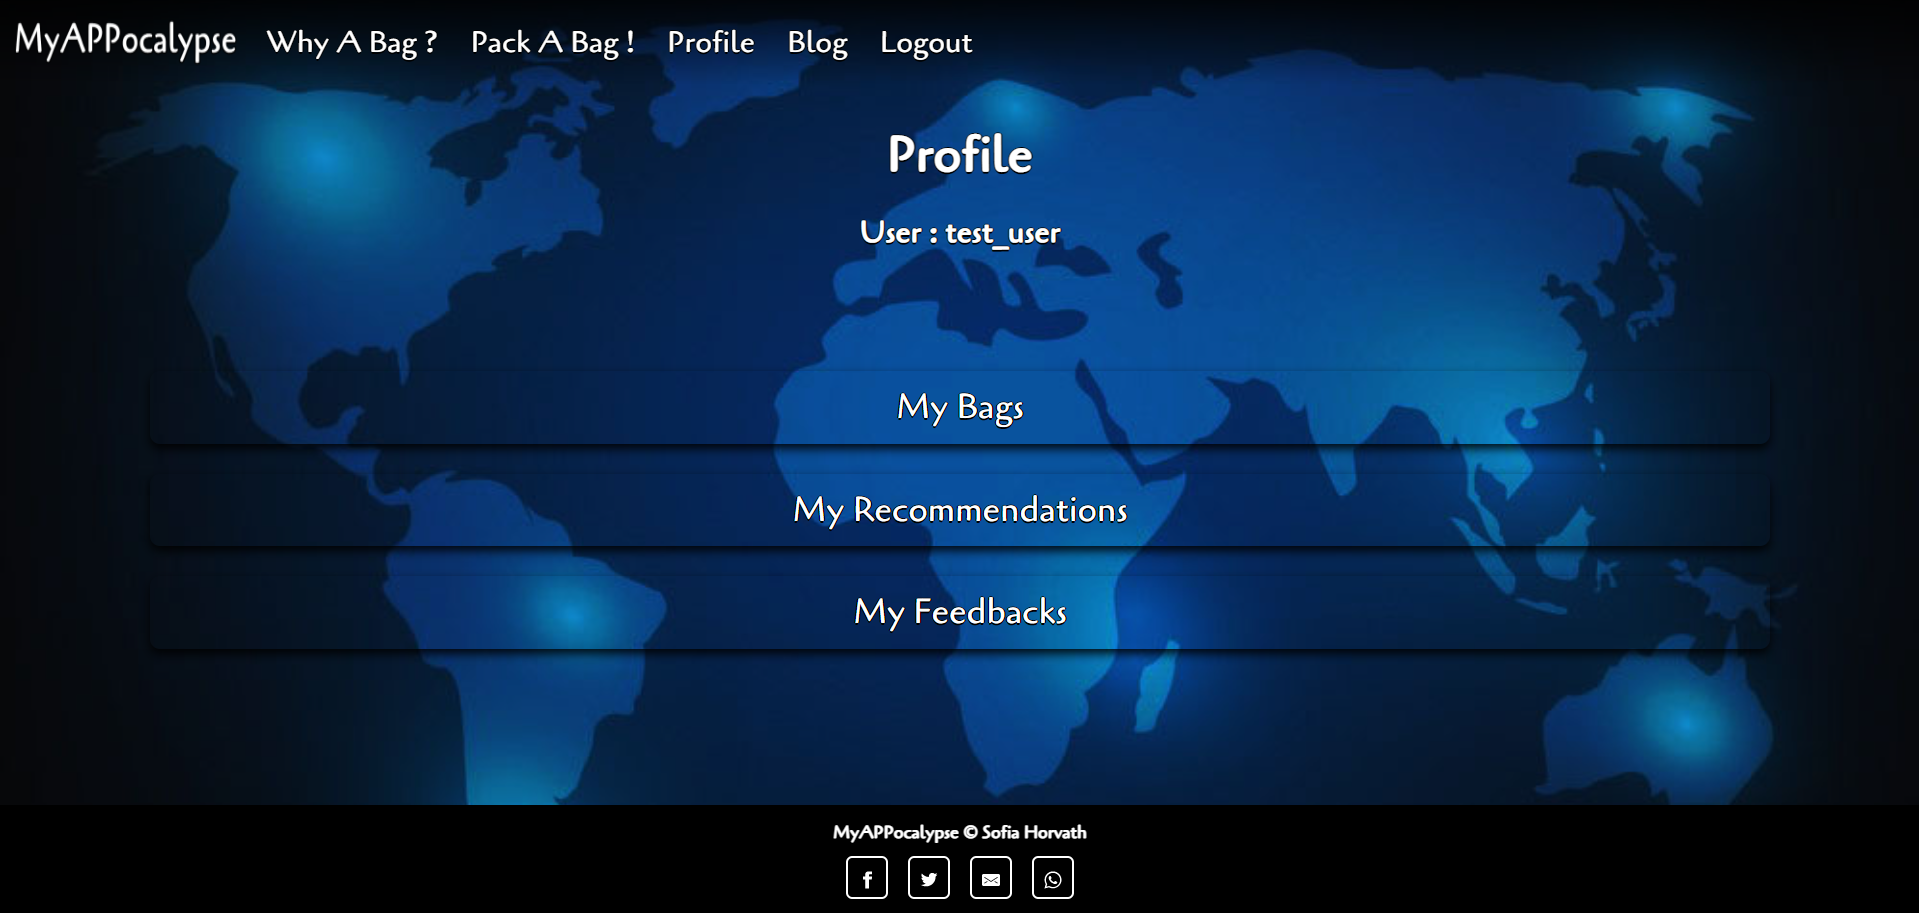 MyAPPocalypse Why A Bag ? Pack A Bag ! Profile Blog Logout
Profile
User : test_user
My Bags
My Recommendations
My Feedbacks
MyAPPocalypse © Sofia Horvath